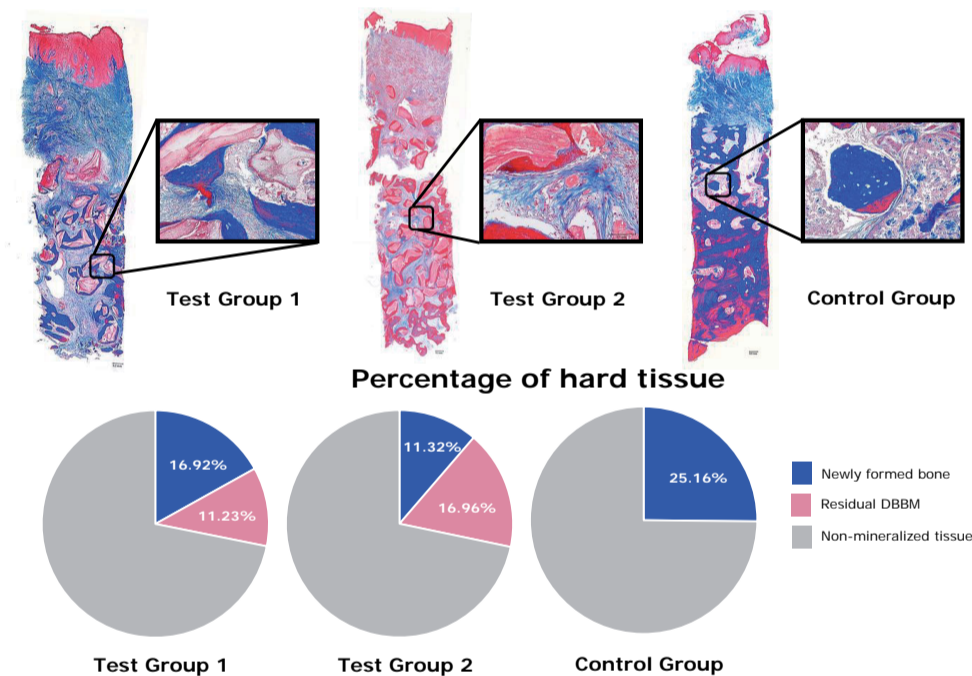 Test Group 1
Test Group 2
Control Group
Percentage of hard tissue
16.92%
11.23%
11.32%
16.96%
25.16%
Newly formed bone
Residual DBBM
Non-mineralized tissue
Test Group 1
Test Group 2
Control Group